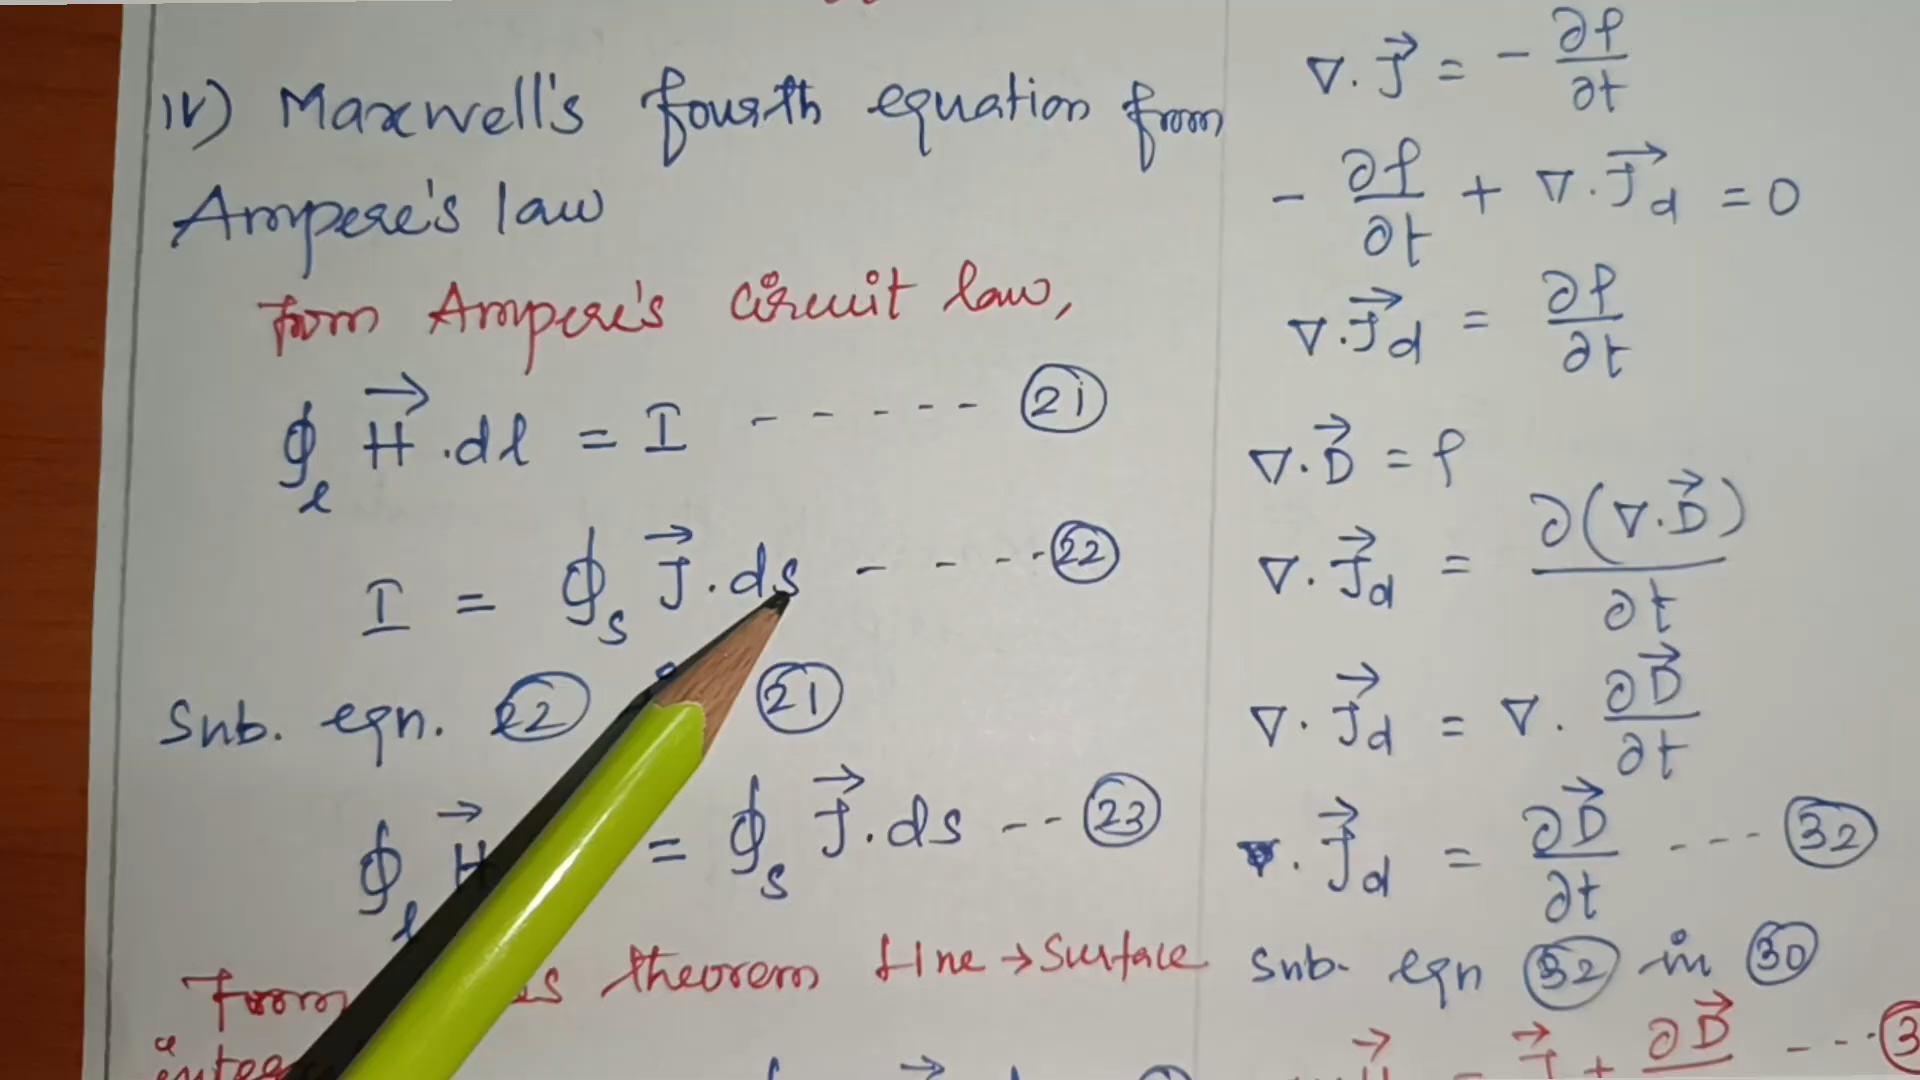 IV) Maxwell's fourth equation from
Ampere's law
From Ampere's circuit law,
∮l H⃗ .dl = I ----- (21)
I = ∮s J⃗ .ds ---- (22)
Sub. eqn. (22) (21)
∮l H⃗ = ∮s J⃗ .ds -- (23)
From theorem line → Surface
∇. J⃗ = - ∂ρ/∂t
- ∂ρ/∂t + ∇. J⃗d = 0
∇. J⃗d = ∂ρ/∂t
∇. D⃗ = ρ
∇. J⃗d = ∂(∇. D⃗)/∂t
∇. J⃗d = ∇. ∂D⃗/∂t
. J⃗d = ∂D⃗/∂t --- (32)
Sub. eqn (32) in (30)
= J⃗ + ∂D⃗ ---